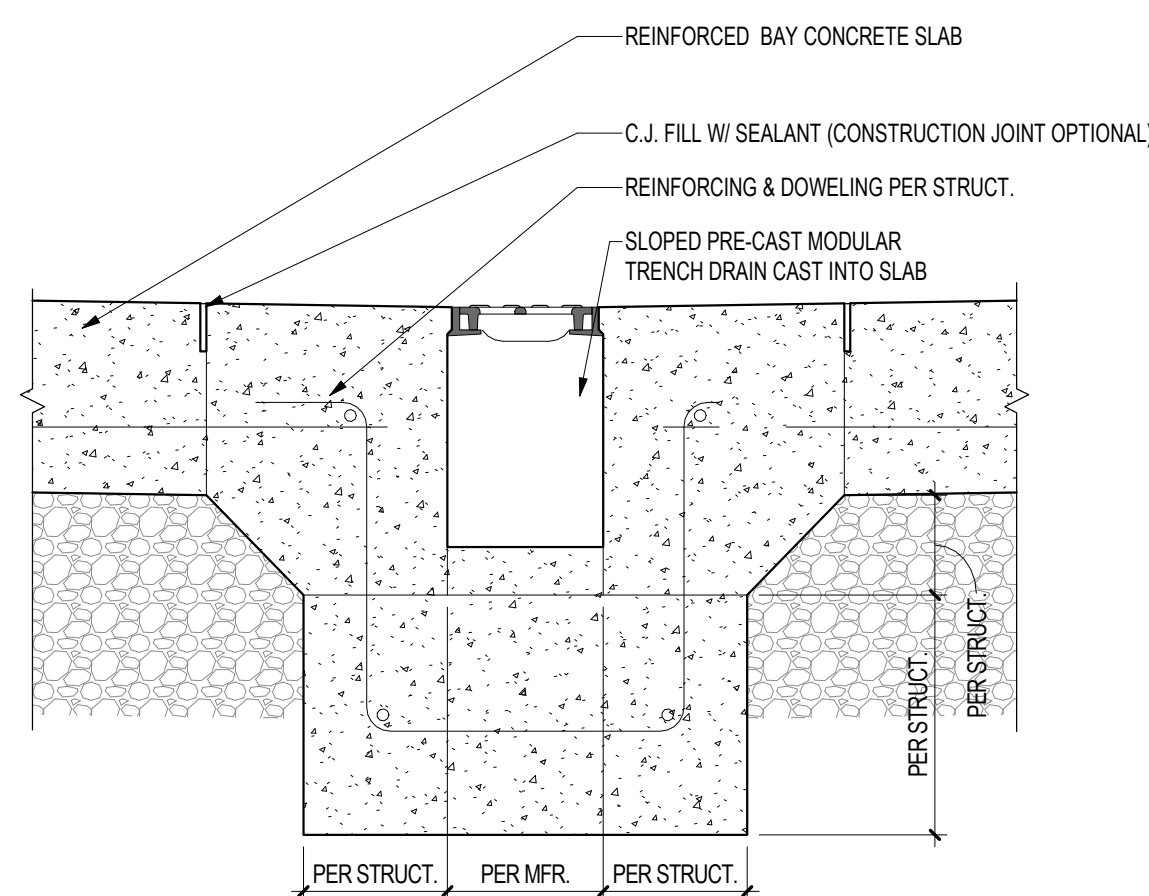 REINFORCED BAY CONCRETE SLAB
C.J. FILL W/ SEALANT (CONSTRUCTION JOINT OPTIONAL)
REINFORCING & DOWELING PER STRUCT.
SLOPED PRE-CAST MODULAR
TRENCH DRAIN CAST INTO SLAB
PER STRUCT.
PER STRUCT.
PER STRUCT.
PER MFR.
PER STRUCT.